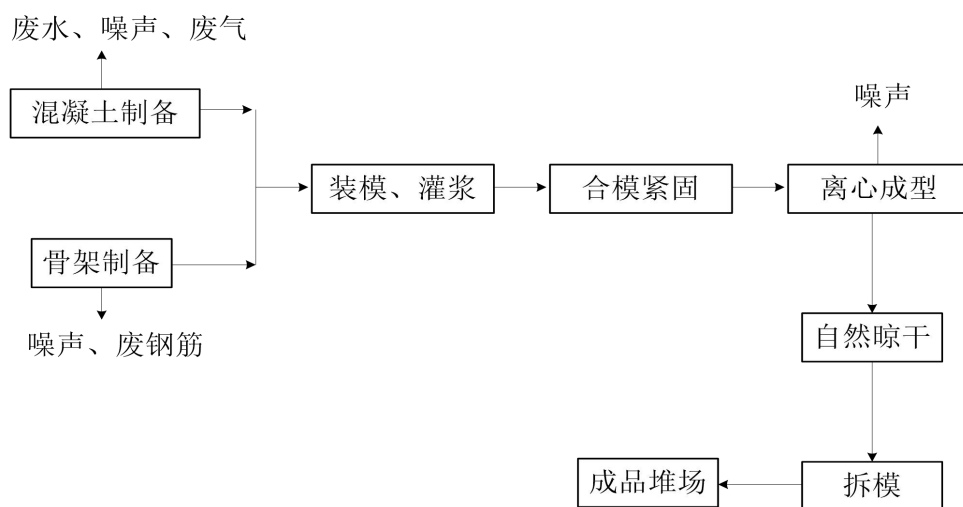 废水、噪声、废气
混凝土制备
噪声
装模、灌浆
合模紧固
离心成型
骨架制备
噪声、废钢筋
自然晾干
成品堆场
拆模